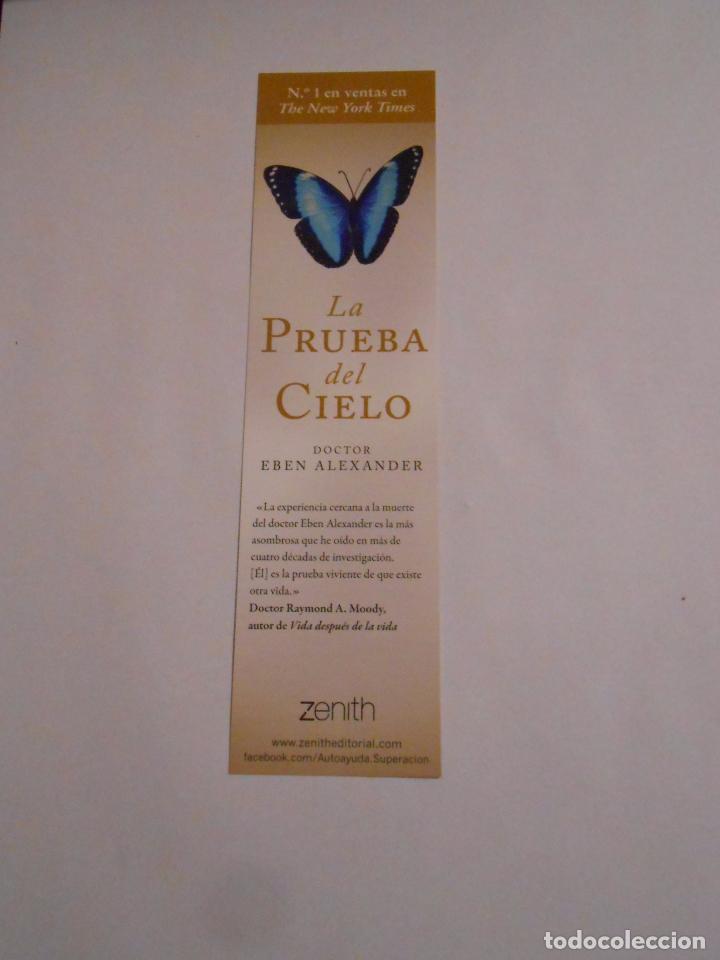 N.º 1 en ventas en
The New York Times
La
PRUEBA
del
CIELO
DOCTOR
EBEN ALEXANDER
«La experiencia cercana a la muerte
del doctor Eben Alexander es la más
asombrosa que he oído en más de
cuatro décadas de investigación.
[Él] es la prueba viviente de que existe
otra vida.»
Doctor Raymond A. Moody,
autor de Vida después de la vida
zenith
www.zenitheditorial.com
facebook.com/Autoayuda.Superacion
todocoleccion